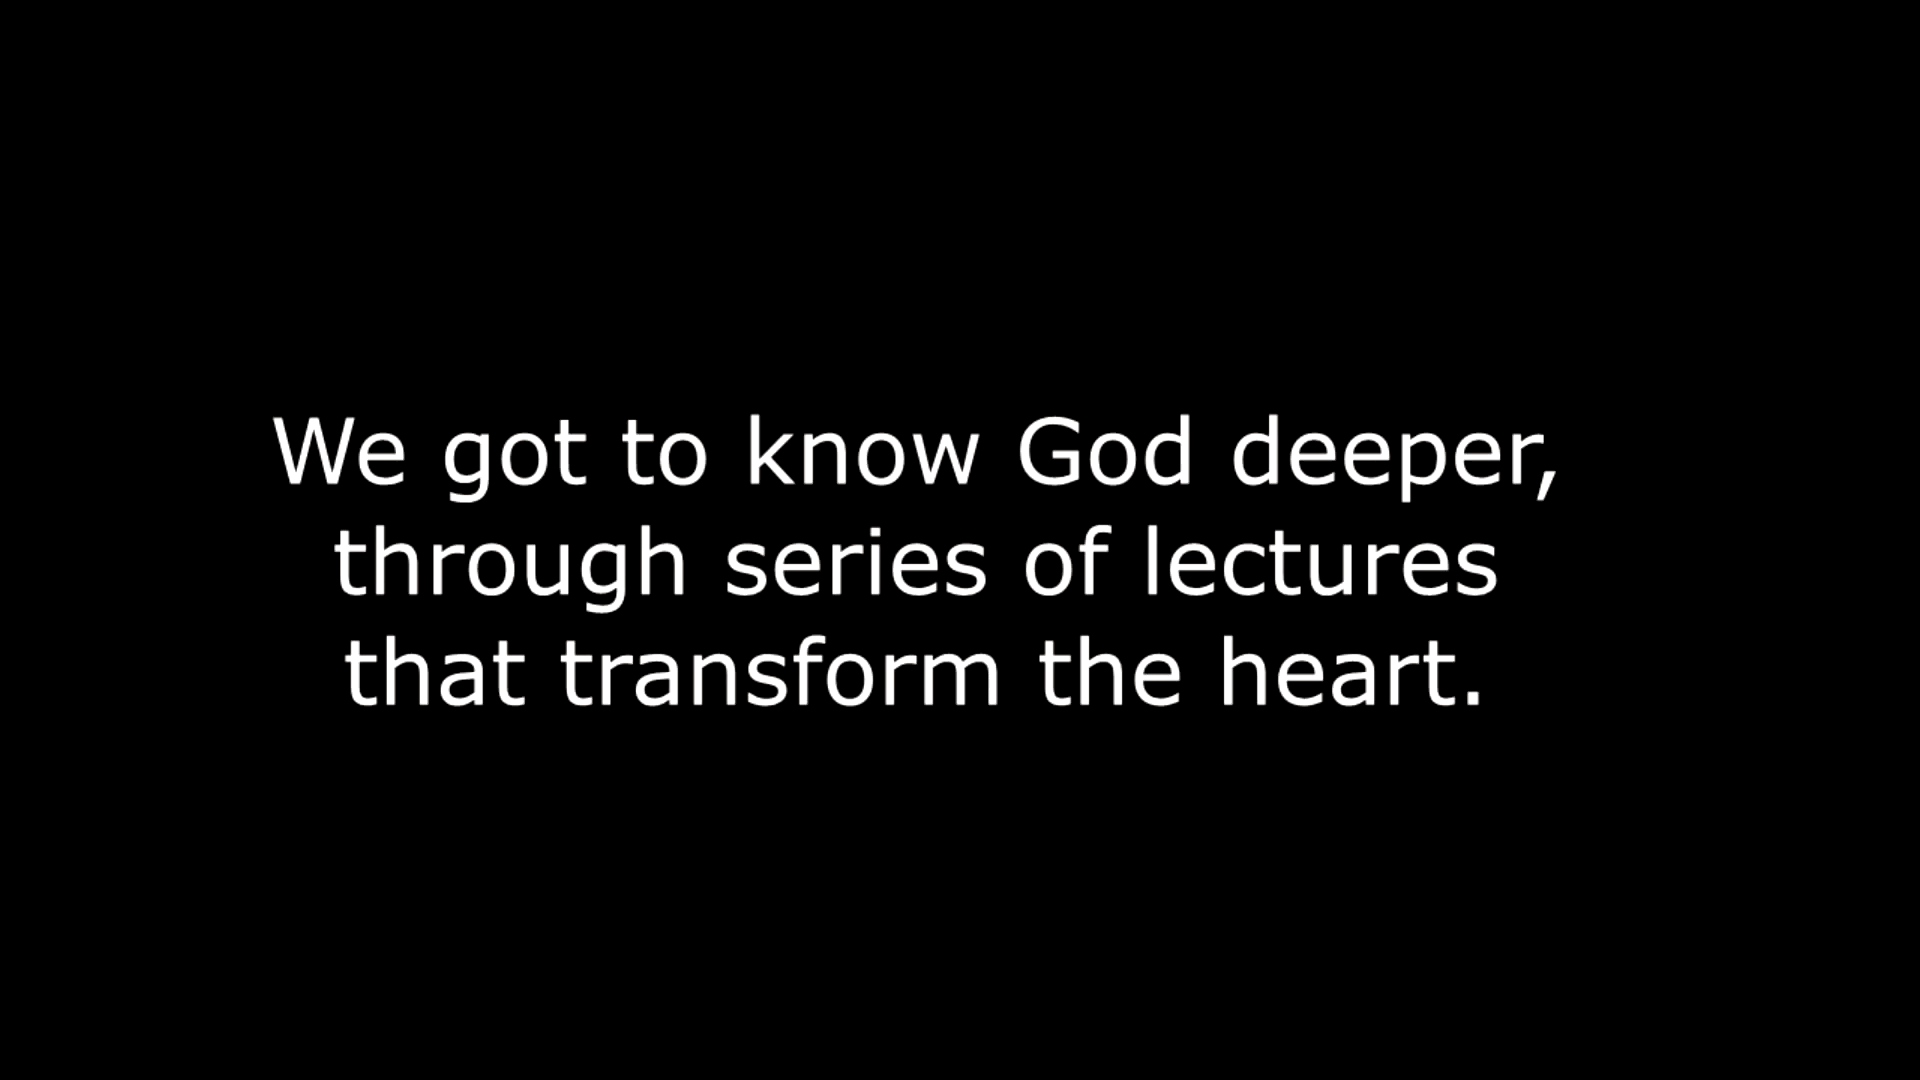 We got to know God deeper,
through series of lectures
that transform the heart.